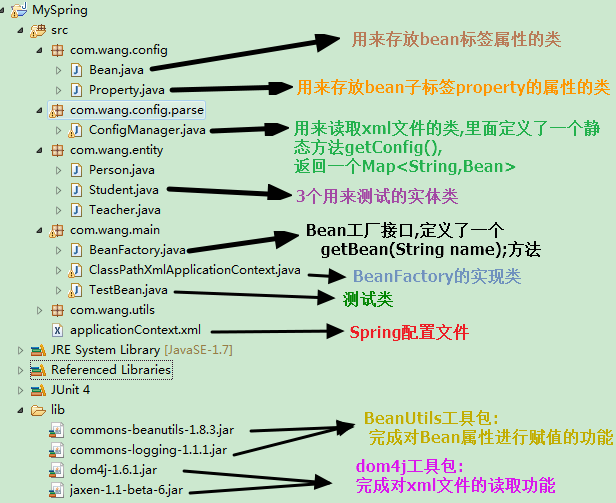 MySpring
src
com.wang.config
用来存放bean标签属性的类
Bean.java
Property.java
用来存放bean子标签property的属性的类
com.wang.config.parse
ConfigManager.java
用来读取xml文件的类,里面定义了一个静
态方法getConfig(),
返回一个Map<String,Bean>
com.wang.entity
Person.java
Student.java
3个用来测试的实体类
Teacher.java
com.wang.main
Bean工厂接口,定义了一个
getBean(String name);方法
BeanFactory.java
ClassPathXmlApplicationContext.java
BeanFactory的实现类
TestBean.java
测试类
com.wang.utils
applicationContext.xml
Spring配置文件
JRE System Library [JavaSE-1.7]
Referenced Libraries
JUnit 4
lib
BeanUtils工具包:
完成对Bean属性进行赋值的功能
commons-beanutils-1.8.3.jar
commons-logging-1.1.1.jar
dom4j-1.6.1.jar
jaxen-1.1-beta-6.jar
dom4j工具包:
完成对xml文件的读取功能